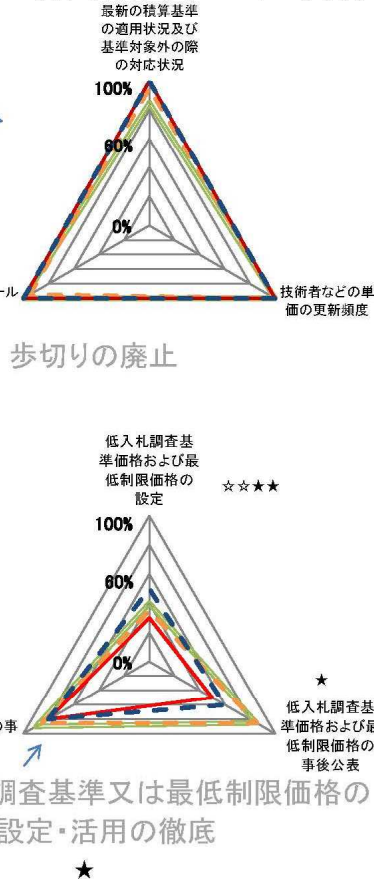 最新の積算基準
の適用状況及び
基準対象外の際
の対応状況
100%
60%
0%
ール
技術者などの単
価の更新頻度
歩切りの廃止
低入札調査基
準価格および最
低制限価格の
設定
☆☆★★
100%
60%
0%
★
の事
低入札調査基
準価格および最
低制限価格の
事後公表
調査基準又は最低制限価格の
設定・活用の徹底
★